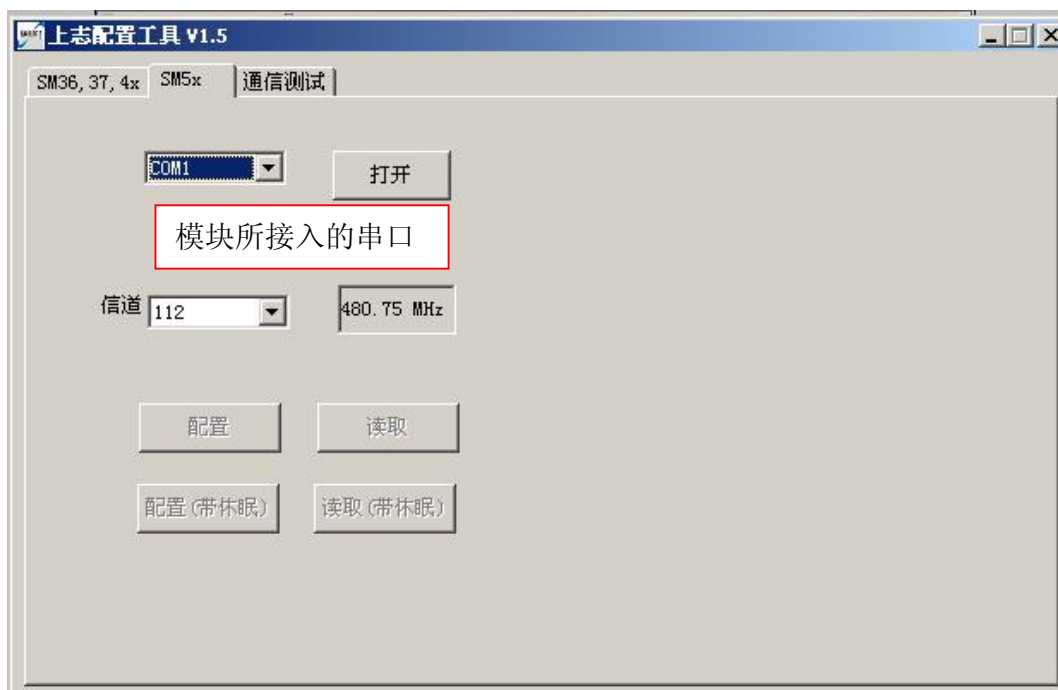 上志配置工具 V1.5
SM36, 37, 4x SM5x 通信测试
COM1 打开
模块所接入的串口
信道 112 480.75 MHz
配置 读取
配置(带休眠) 读取(带休眠)